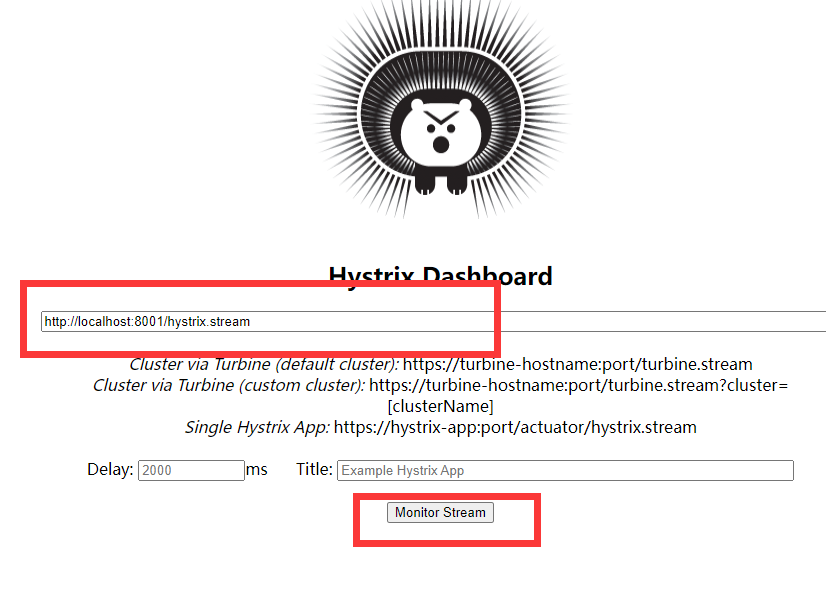 Hystrix Dashboard
http://localhost:8001/hystrix.stream
Cluster via Turbine (default cluster): https://turbine-hostname:port/turbine.stream
Cluster via Turbine (custom cluster): https://turbine-hostname:port/turbine.stream?cluster=
[clusterName]
Single Hystrix App: https://hystrix-app:port/actuator/hystrix.stream
Delay: 2000 ms Title: Example Hystrix App
Monitor Stream